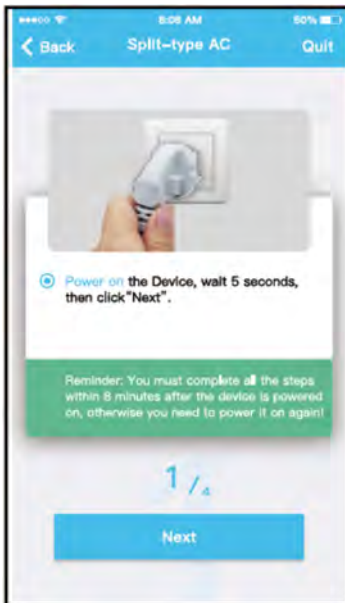 6:08 AM
60%
Back
Split-type AC
Quit
Power on the Device, wait 5 seconds,
then click"Next".
Reminder: You must complete all the steps
within 8 minutes after the device is powered
on, otherwise you need to power it on again!
1/4
Next